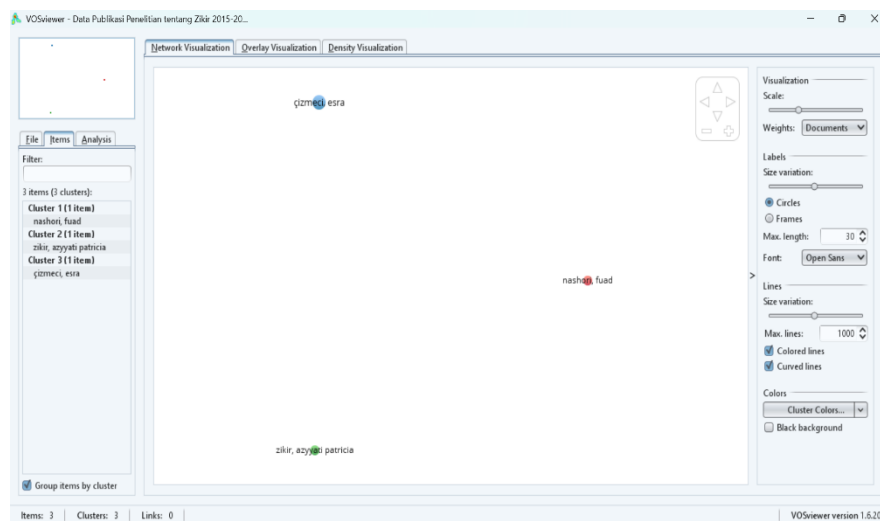 VOSviewer - Data Publikasi Penelitian tentang Zikir 2015-20...
Network Visualization Overlay Visualization Density Visualization
File Items Analysis
Filter:
3 items (3 clusters):
Cluster 1 (1 item)
nashori, fuad
Cluster 2 (1 item)
zikir, azyyati patricia
Cluster 3 (1 item)
çizmeci, esra
Group items by cluster
çizmeci, esra
nashori, fuad
zikir, azyyati patricia
Visualization
Scale:
Weights: Documents
Labels
Size variation:
Circles
Frames
Max. length: 30
Font: Open Sans
Lines
Size variation:
Max. lines: 1000
Colored lines
Curved lines
Colors
Cluster Colors...
Black background
Items: 3 Clusters: 3 Links: 0
VOSviewer version 1.6.20